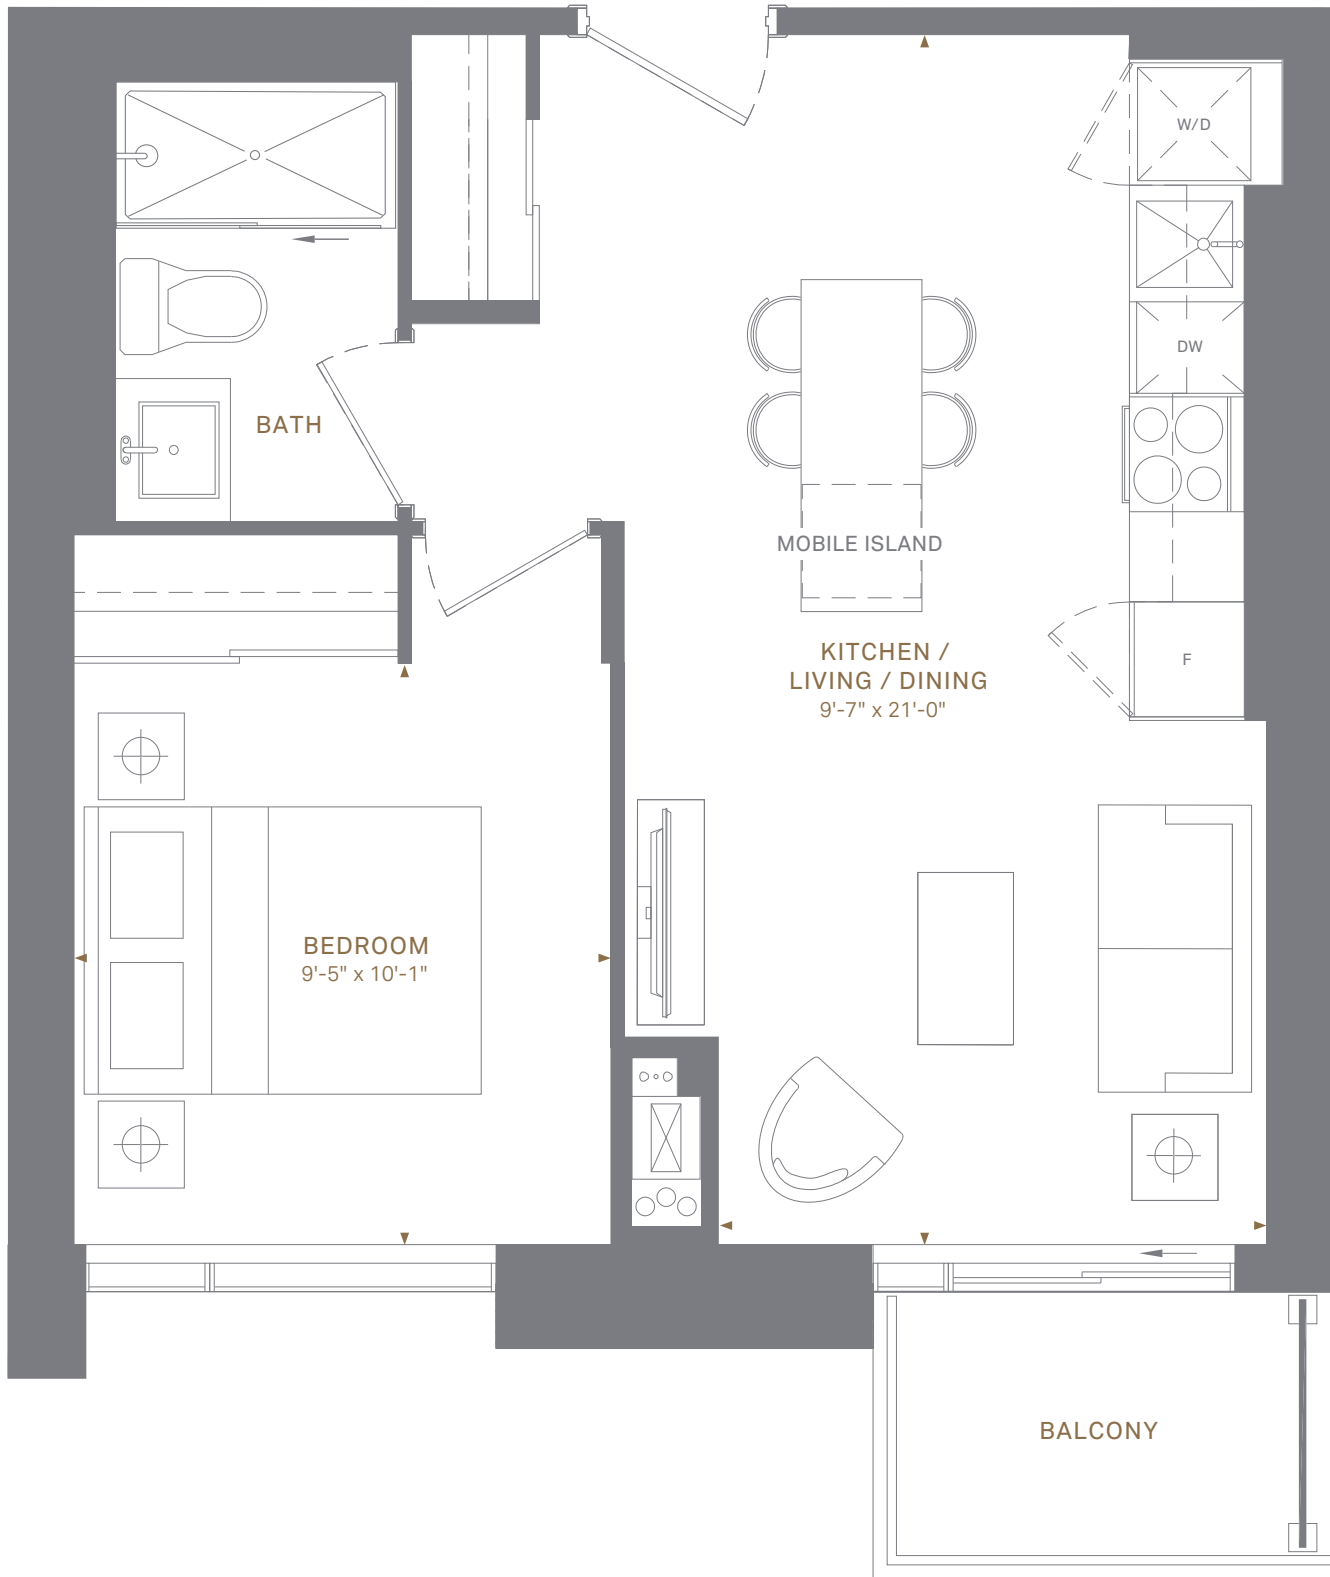 W/D
DW
BATH
MOBILE ISLAND
KITCHEN /
LIVING / DINING
9'-7" x 21'-0"
F
BEDROOM
9'-5" x 10'-1"
BALCONY